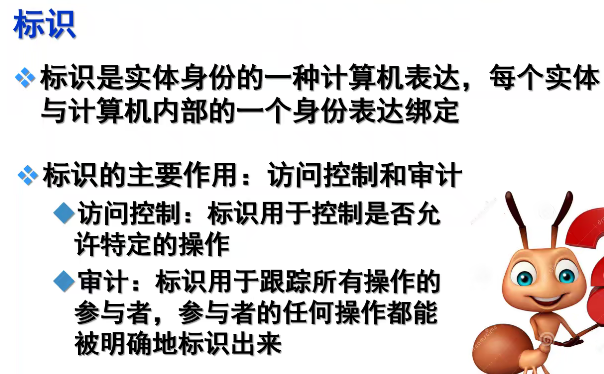 标识
标识是实体身份的一种计算机表达，每个实体
与计算机内部的一个身份表达绑定
标识的主要作用：访问控制和审计
访问控制：标识用于控制是否允
许特定的操作
审计：标识用于跟踪所有操作的
参与者，参与者的任何操作都能
被明确地标识出来